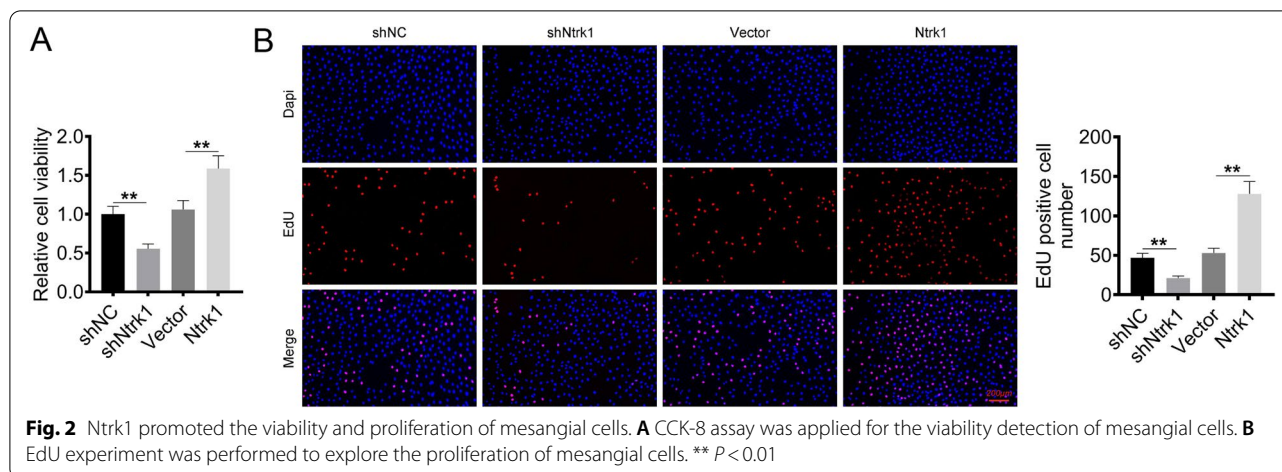 A
Relative cell viability
2.0
1.5
1.0
0.5
0.0
**
**
shNC
shNtrk1
Vector
Ntrk1
B
shNC
shNtrk1
Vector
Ntrk1
Dapi
EdU
Merge
200μm
EdU positive cell
number
200
150
100
50
0
**
**
shNC
shNtrk1
Vector
Ntrk1
Fig. 2 Ntrk1 promoted the viability and proliferation of mesangial cells. A CCK-8 assay was applied for the viability detection of mesangial cells. B
EdU experiment was performed to explore the proliferation of mesangial cells. ** P < 0.01